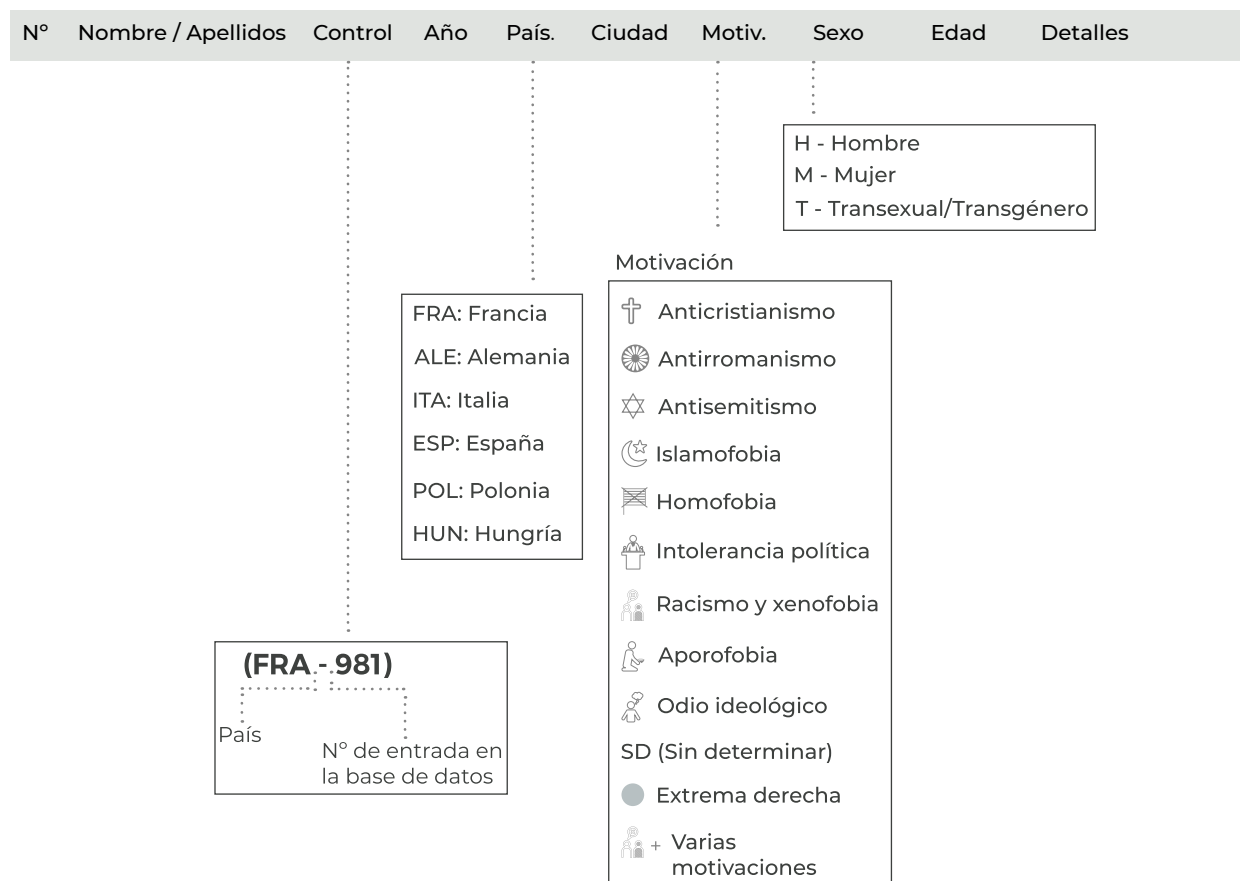 Nº Nombre / Apellidos Control Año País. Ciudad Motiv. Sexo Edad Detalles
H - Hombre
M - Mujer
T - Transexual/Transgénero
Motivación
FRA: Francia
ALE: Alemania
ITA: Italia
ESP: España
POL: Polonia
HUN: Hungría
Anticristianismo
Antirromanismo
Antisemitismo
Islamofobia
Homofobia
Intolerancia política
Racismo y xenofobia
Aporofobia
Odio ideológico
SD (Sin determinar)
Extrema derecha
+ Varias
motivaciones
(FRA - 981)
País
Nº de entrada en
la base de datos